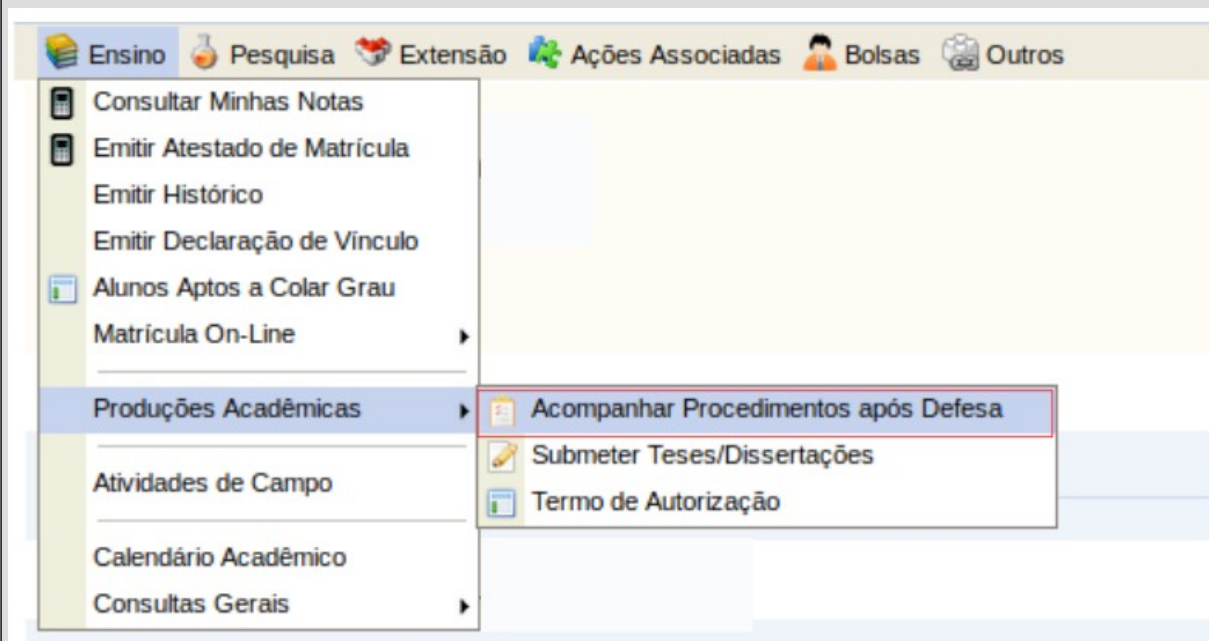 Ensino Pesquisa Extensão Ações Associadas Bolsas Outros
Consultar Minhas Notas
Emitir Atestado de Matrícula
Emitir Histórico
Emitir Declaração de Vínculo
Alunos Aptos a Colar Grau
Matrícula On-Line
Produções Acadêmicas
Acompanhar Procedimentos após Defesa
Submeter Teses/Dissertações
Termo de Autorização
Atividades de Campo
Calendário Acadêmico
Consultas Gerais